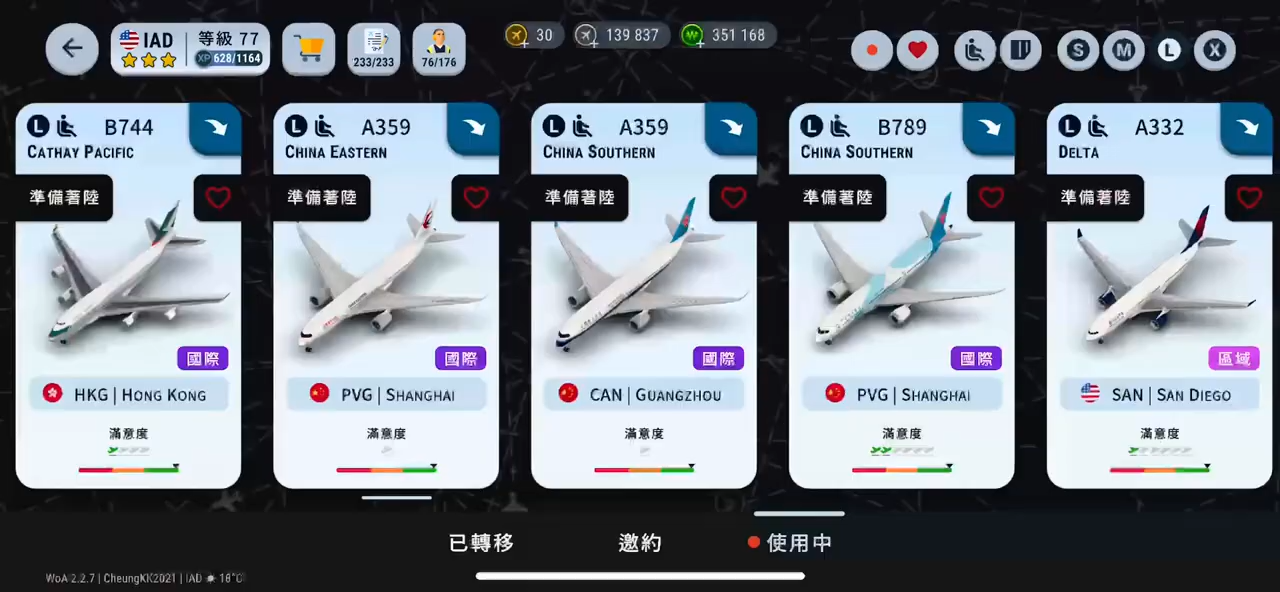 IAD
等級 77
XP 628/1164
233/233
76/176
30
139 837
351 168
S
M
L
X
L B744
CATHAY PACIFIC
準備著陸
國際
HKG | HONG KONG
滿意度
L A359
CHINA EASTERN
準備著陸
國際
PVG | SHANGHAI
滿意度
L A359
CHINA SOUTHERN
準備著陸
國際
CAN | GUANGZHOU
滿意度
L B789
CHINA SOUTHERN
準備著陸
國際
PVG | SHANGHAI
滿意度
L A332
DELTA
準備著陸
區域
SAN | SAN DIEGO
滿意度
已轉移
邀約
使用中
WoA 2.2.7 | CheungKK2021 | IAD ☀ 18°C